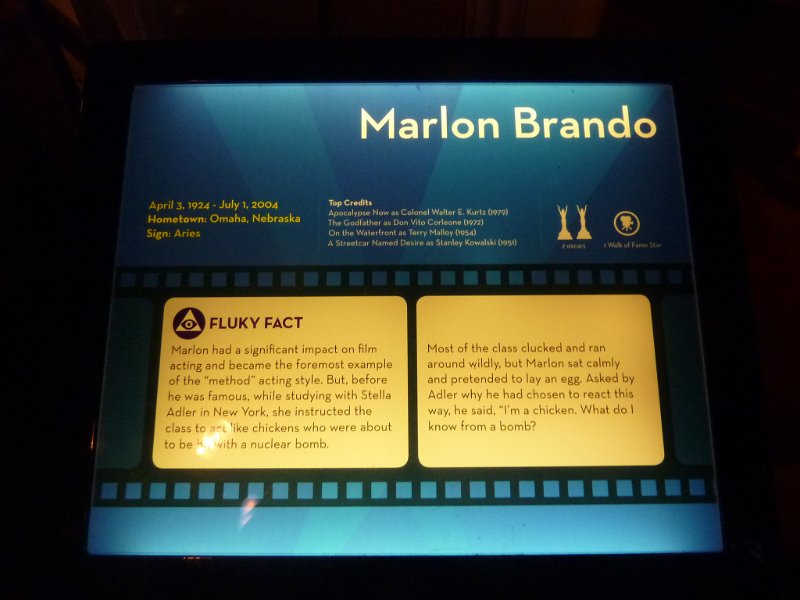 Marlon Brando
April 3, 1924 - July 1, 2004
Hometown: Omaha, Nebraska
Sign: Aries
Top Credits
Apocalypse Now as Colonel Walter E. Kurtz (1979)
The Godfather as Don Vito Corleone (1972)
On the Waterfront as Terry Malloy (1954)
A Streetcar Named Desire as Stanley Kowalski (1951)
2 oscars
1 Walk of Fame Star
FLUKY FACT
Marlon had a significant impact on film
acting and became the foremost example
of the "method" acting style. But, before
he was famous, while studying with Stella
Adler in New York, she instructed the
class to act like chickens who were about
to be hit with a nuclear bomb.
Most of the class clucked and ran
around wildly, but Marlon sat calmly
and pretended to lay an egg. Asked by
Adler why he had chosen to react this
way, he said, "I'm a chicken. What do I
know from a bomb?